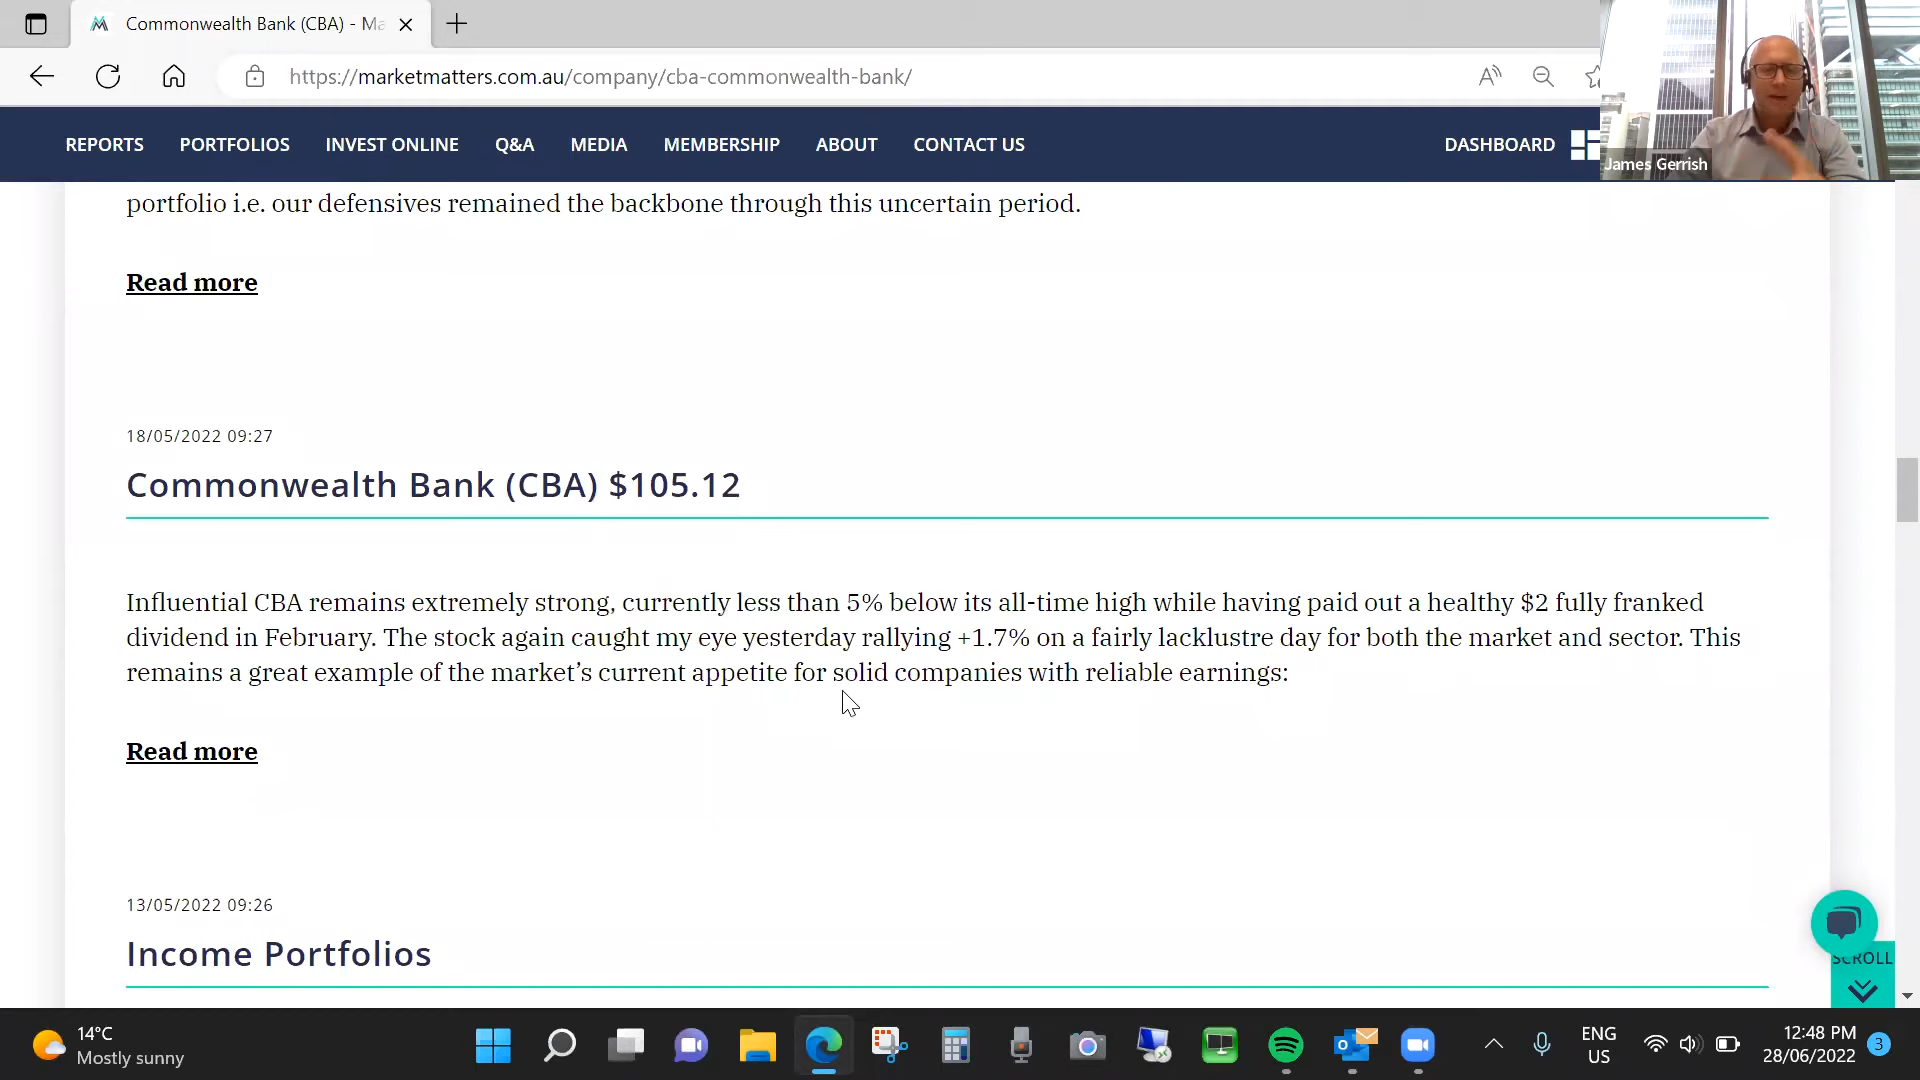 Commonwealth Bank (CBA) - Ma
https://marketmatters.com.au/company/cba-commonwealth-bank/
REPORTS PORTFOLIOS INVEST ONLINE Q&A MEDIA MEMBERSHIP ABOUT CONTACT US DASHBOARD
James Gerrish
portfolio i.e. our defensives remained the backbone through this uncertain period.
Read more
18/05/2022 09:27
Commonwealth Bank (CBA) $105.12
Influential CBA remains extremely strong, currently less than 5% below its all-time high while having paid out a healthy $2 fully franked
dividend in February. The stock again caught my eye yesterday rallying +1.7% on a fairly lacklustre day for both the market and sector. This
remains a great example of the market's current appetite for solid companies with reliable earnings:
Read more
13/05/2022 09:26
Income Portfolios
SCROLL
14°C
Mostly sunny
ENG
US
12:48 PM
28/06/2022
3